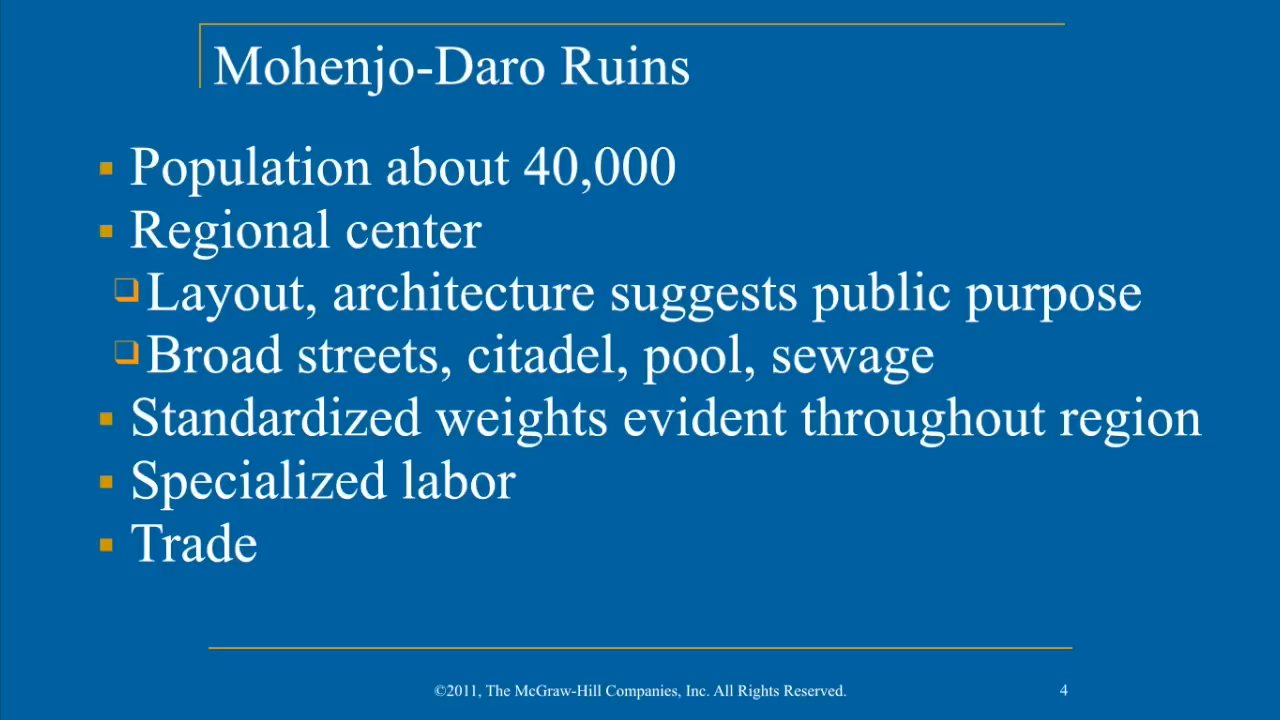 Mohenjo-Daro Ruins
▪ Population about 40,000
▪ Regional center
❑ Layout, architecture suggests public purpose
❑ Broad streets, citadel, pool, sewage
▪ Standardized weights evident throughout region
▪ Specialized labor
▪ Trade
©2011, The McGraw-Hill Companies, Inc. All Rights Reserved.
4